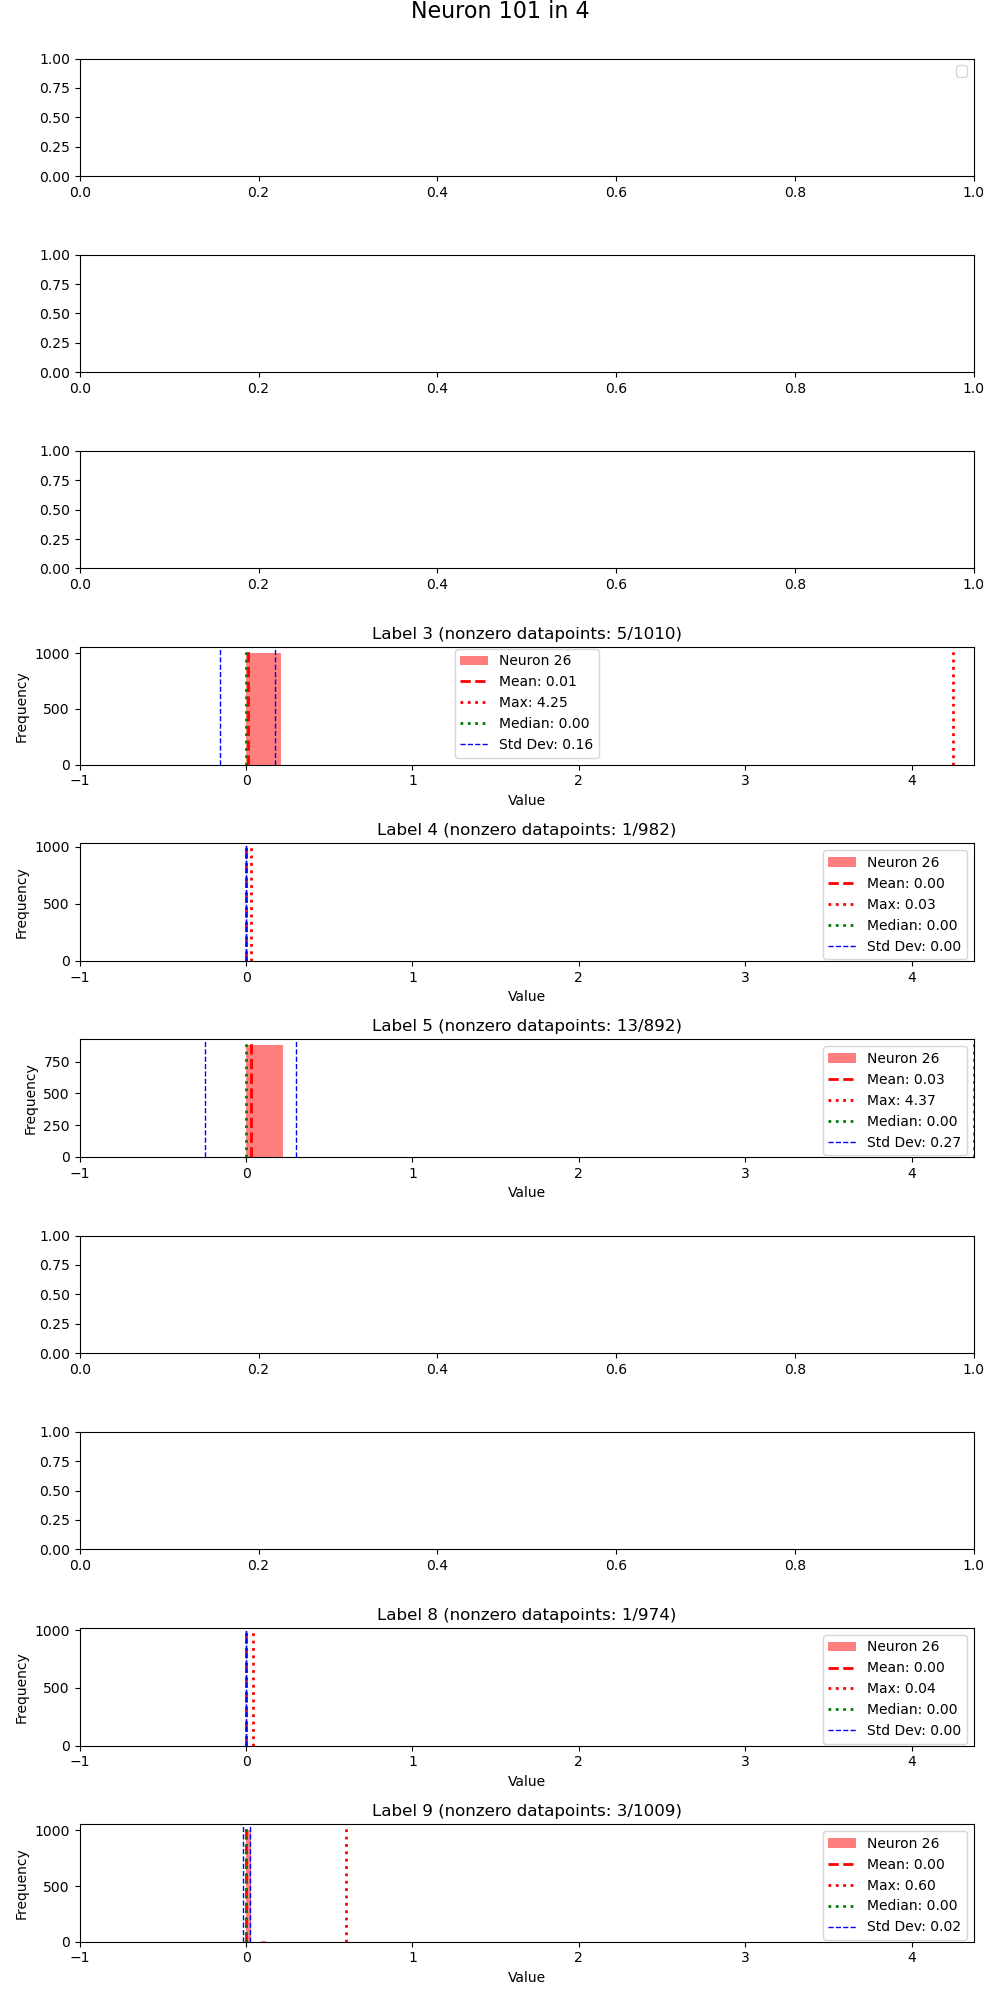 Neuron 101 in 4
1.00
0.75
0.50
0.25
0.00
0.0 0.2 0.4 0.6 0.8 1.0
1.00
0.75
0.50
0.25
0.00
0.0 0.2 0.4 0.6 0.8 1.0
1.00
0.75
0.50
0.25
0.00
0.0 0.2 0.4 0.6 0.8 1.0
Label 3 (nonzero datapoints: 5/1010)
Frequency
1000
500
0
Neuron 26
Mean: 0.01
Max: 4.25
Median: 0.00
Std Dev: 0.16
−1 0 1 2 3 4
Value
Label 4 (nonzero datapoints: 1/982)
Frequency
1000
500
0
Neuron 26
Mean: 0.00
Max: 0.03
Median: 0.00
Std Dev: 0.00
−1 0 1 2 3 4
Value
Label 5 (nonzero datapoints: 13/892)
Frequency
750
500
250
0
Neuron 26
Mean: 0.03
Max: 4.37
Median: 0.00
Std Dev: 0.27
−1 0 1 2 3 4
Value
1.00
0.75
0.50
0.25
0.00
0.0 0.2 0.4 0.6 0.8 1.0
1.00
0.75
0.50
0.25
0.00
0.0 0.2 0.4 0.6 0.8 1.0
Label 8 (nonzero datapoints: 1/974)
Frequency
1000
500
0
Neuron 26
Mean: 0.00
Max: 0.04
Median: 0.00
Std Dev: 0.00
−1 0 1 2 3 4
Value
Label 9 (nonzero datapoints: 3/1009)
Frequency
1000
500
0
Neuron 26
Mean: 0.00
Max: 0.60
Median: 0.00
Std Dev: 0.02
−1 0 1 2 3 4
Value